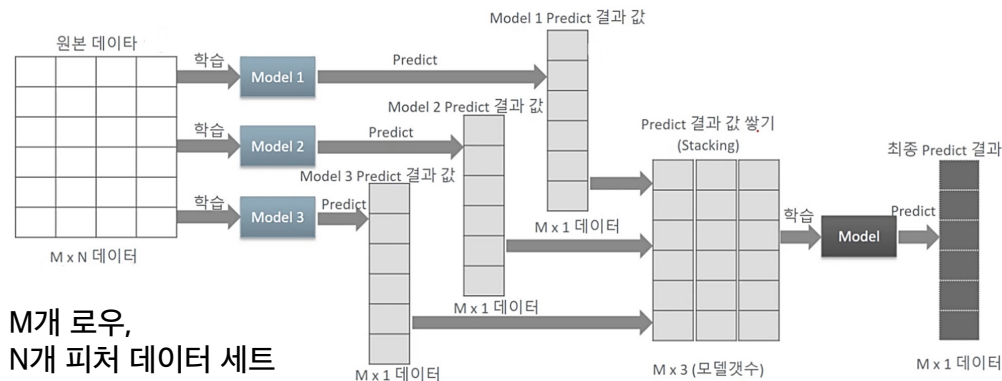 Model 1 Predict 결과 값
원본 데이타
학습
Model 1
Predict
Model 2 Predict 결과 값
학습
Model 2
Predict
Model 3 Predict 결과 값
학습
Model 3
Predict
Predict 결과 값 쌓기
(Stacking)
최종 Predict 결과
학습
Model
Predict
M x 1 데이터
M x N 데이터
M x 1 데이터
M개 로우,
N개 피처 데이터 세트
M x 1 데이터
M x 3 (모델갯수)
M x 1 데이터